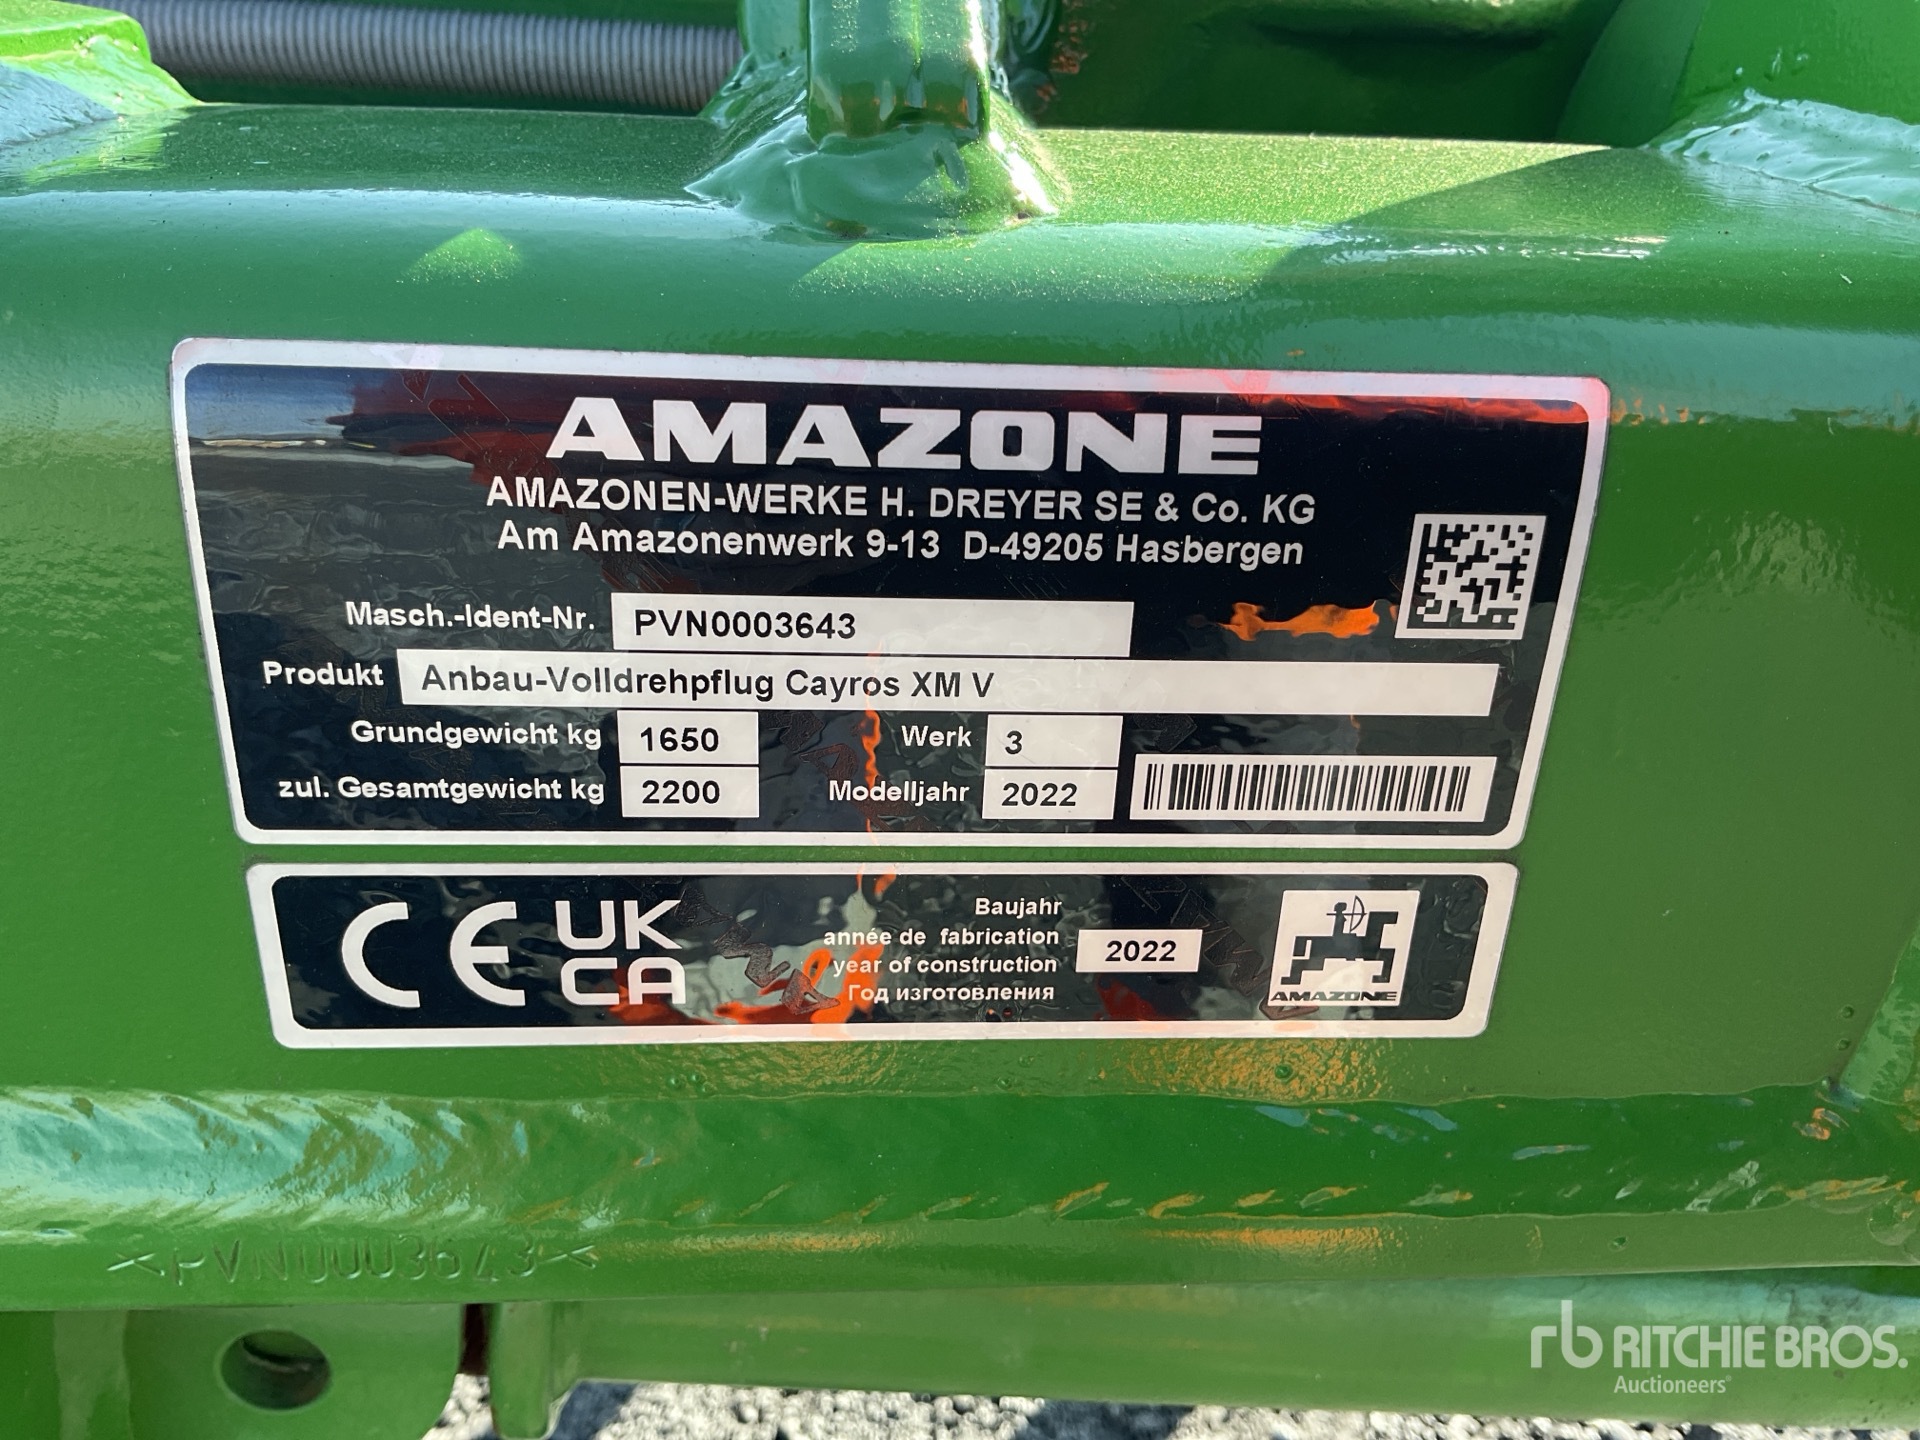 AMAZONE
AMAZONEN-WERKE H. DREYER SE & Co. KG
Am Amazonenwerk 9-13 D-49205 Hasbergen
Masch.-Ident-Nr. PVN0003643
Produkt Anbau-Volldrehpflug Cayros XM V
Grundgewicht kg 1650 Werk 3
zul. Gesamtgewicht kg 2200 Modelljahr 2022
CE UK
CA
Baujahr
année de fabrication
year of construction
Год изготовления
2022
AMAZONE
PVN0003643
rb RITCHIE BROS.
Auctioneers